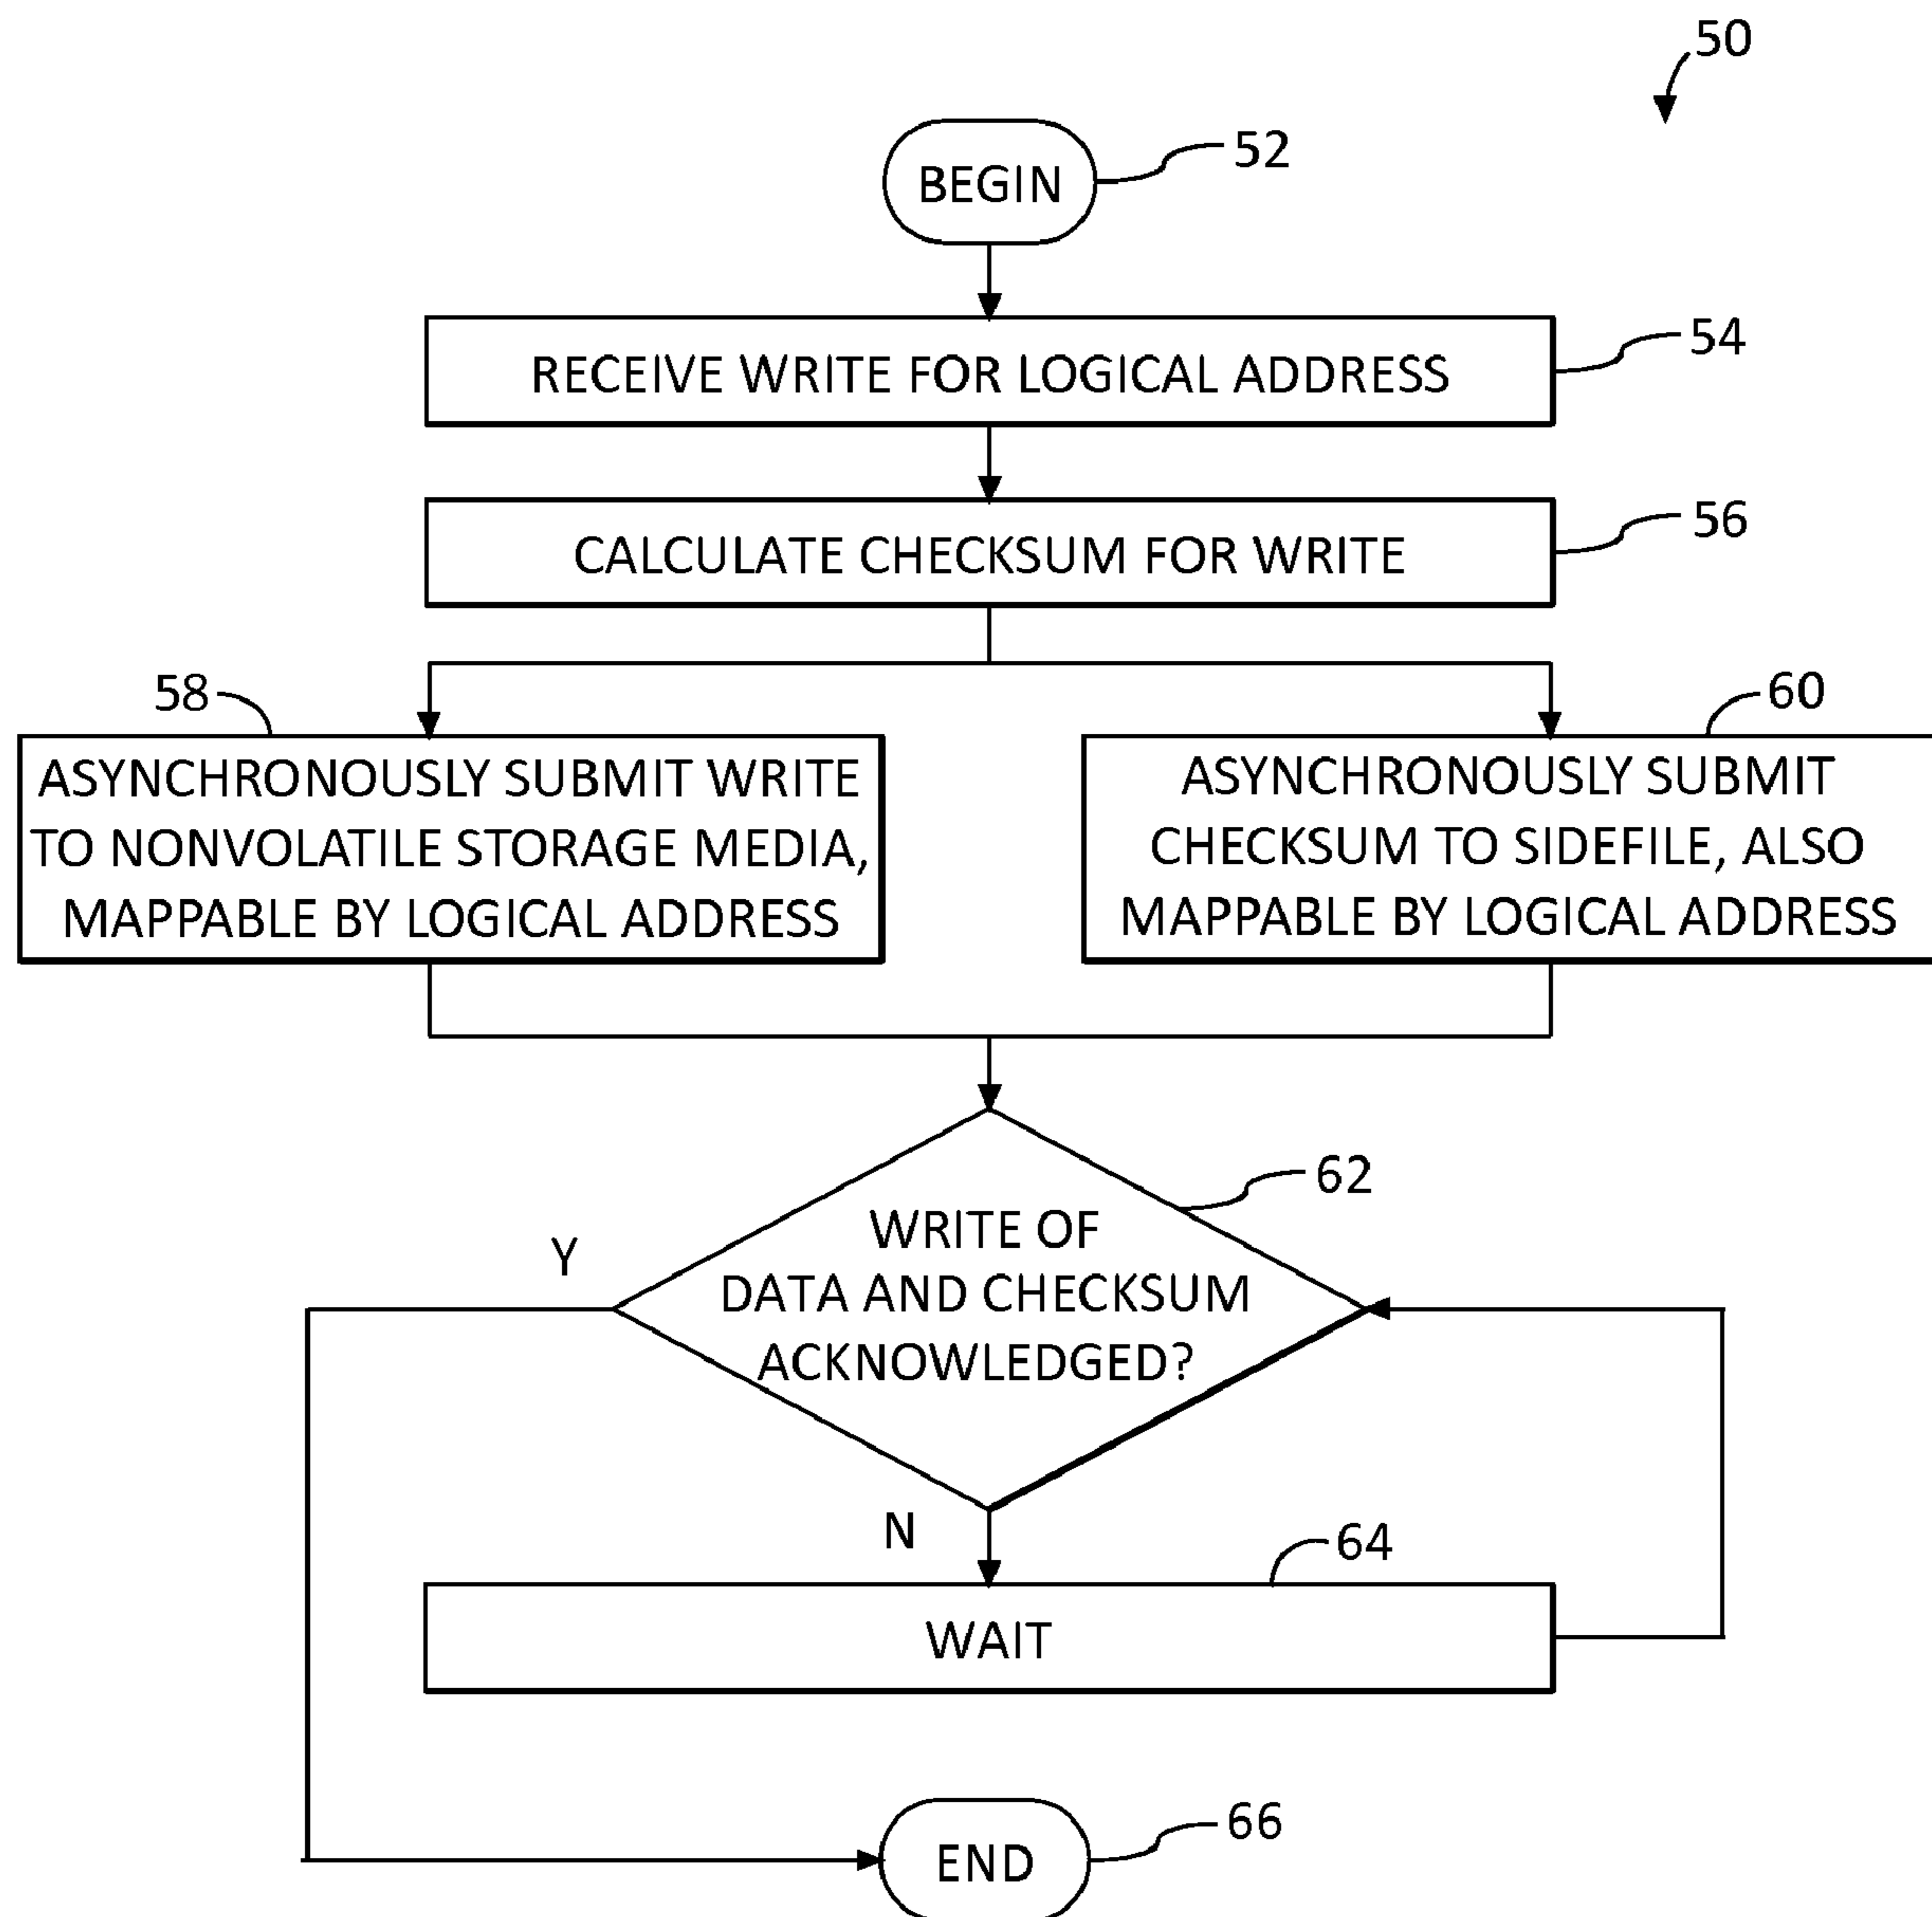 50
BEGIN
52
RECEIVE WRITE FOR LOGICAL ADDRESS
54
CALCULATE CHECKSUM FOR WRITE
56
58
ASYNCHRONOUSLY SUBMIT WRITE
TO NONVOLATILE STORAGE MEDIA,
MAPPABLE BY LOGICAL ADDRESS
60
ASYNCHRONOUSLY SUBMIT
CHECKSUM TO SIDEFILE, ALSO
MAPPABLE BY LOGICAL ADDRESS
62
WRITE OF
DATA AND CHECKSUM
ACKNOWLEDGED?
Y
N
64
WAIT
END
66